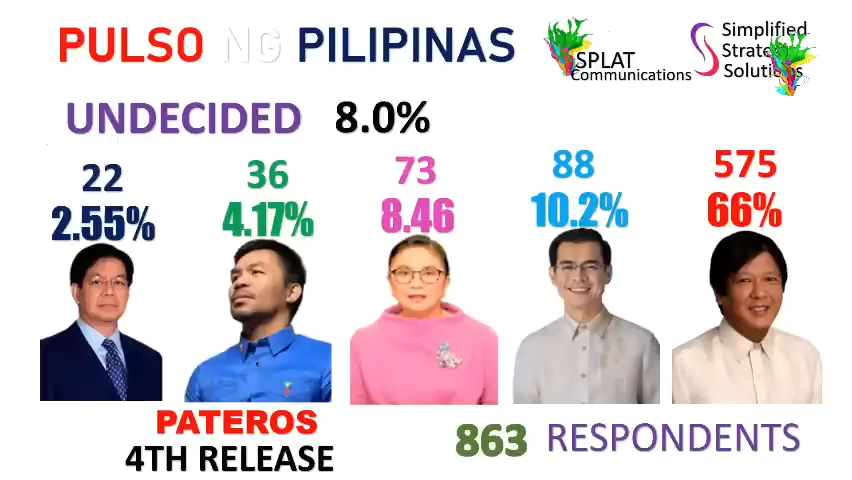 PULSO NG PILIPINAS
SPLAT
Communications
Simplified
Strategic
Solutions
UNDECIDED 8.0%
22
2.55%
36
4.17%
73
8.46
88
10.2%
575
66%
PATEROS
4TH RELEASE
863 RESPONDENTS